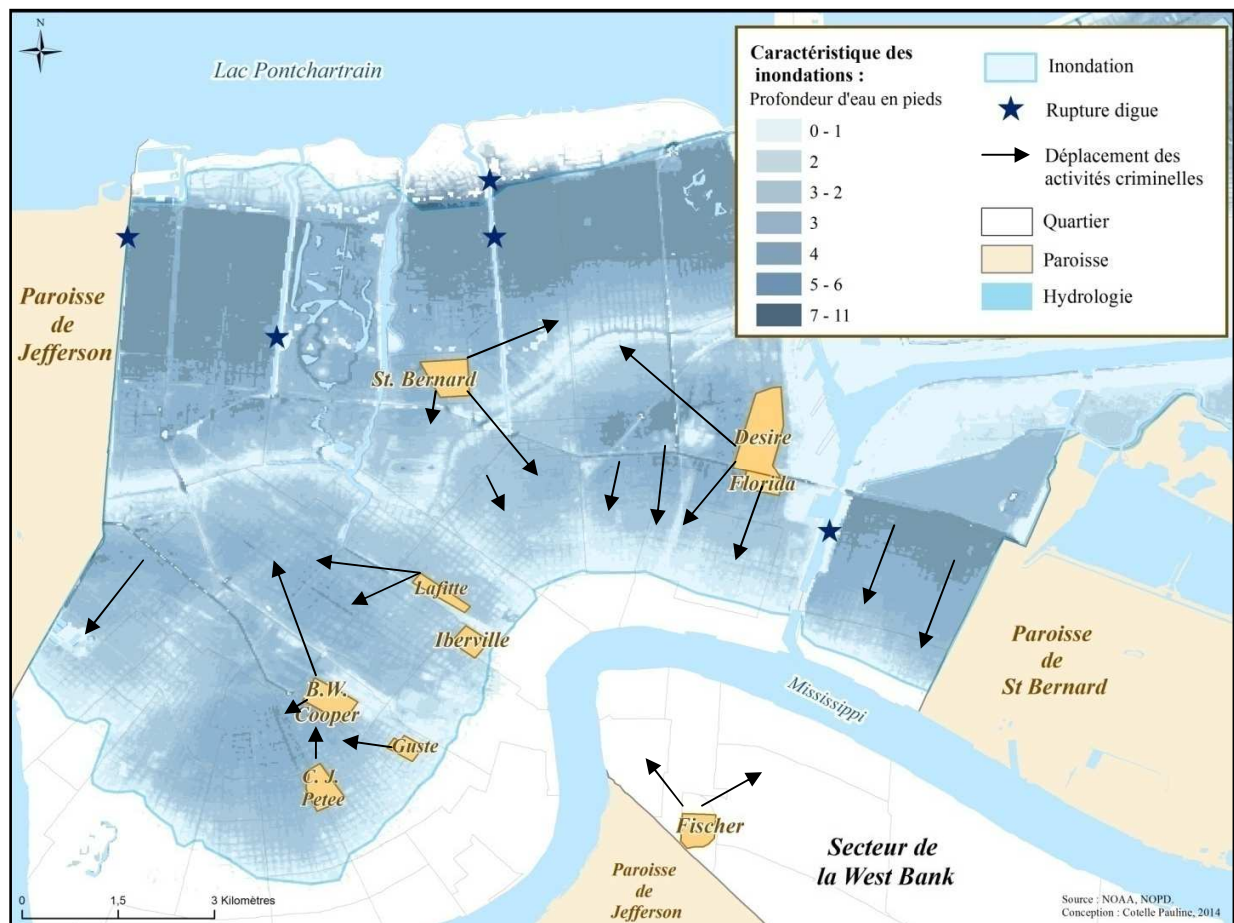 N
Lac Pontchartrain
Caractéristique des
inondations :
Profondeur d'eau en pieds
0 - 1
2
3 - 2
3
4
5 - 6
7 - 11
Inondation
Rupture digue
Déplacement des
activités criminelles
Quartier
Paroisse
Hydrologie
Paroisse
de
Jefferson
St. Bernard
Desire
Florida
Lafitte
Iberville
B.W.
Cooper
Guste
C. J.
Petee
Mississippi
Paroisse
de
St Bernard
Fischer
Secteur de
la West Bank
Paroisse
de
Jefferson
0 1,5 3 Kilomètres
Source : NOAA, NOPD.
Conception : Cotelle Pauline, 2014